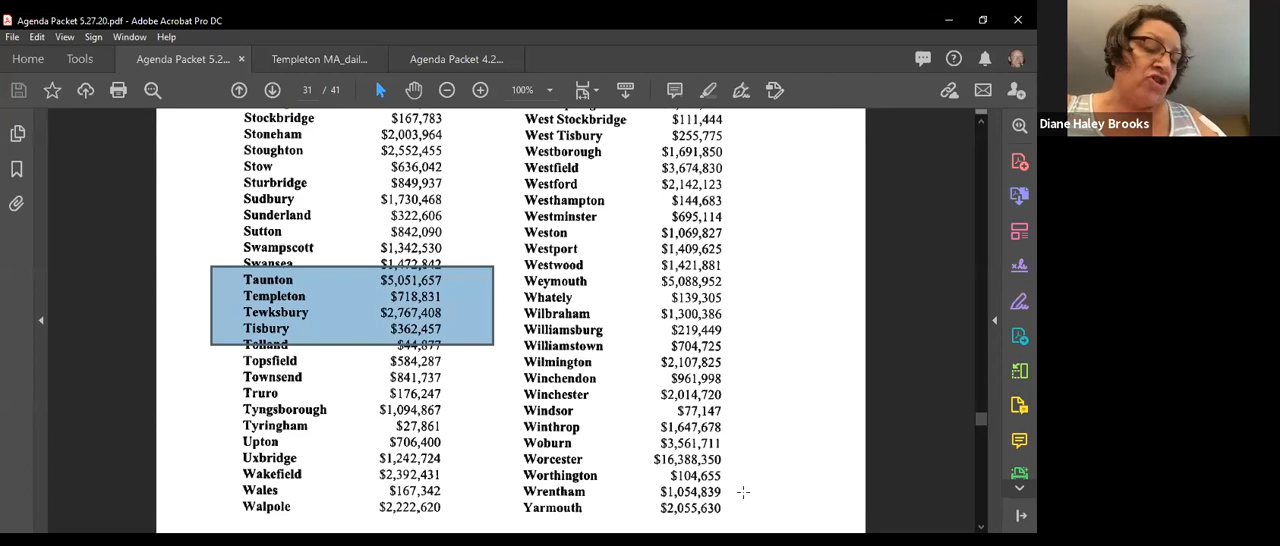 Agenda Packet 5.27.20.pdf - Adobe Acrobat Pro DC
File Edit View Sign Window Help
Home Tools Agenda Packet 5.2... × Templeton MA_dail... Agenda Packet 4.2...
31 / 41 100%
Diane Haley Brooks
Stockbridge $167,783
Stoneham $2,003,964
Stoughton $2,552,455
Stow $636,042
Sturbridge $849,937
Sudbury $1,730,468
Sunderland $322,606
Sutton $842,090
Swampscott $1,342,530
Swansea $1,472,842
Taunton $5,051,657
Templeton $718,831
Tewksbury $2,767,408
Tisbury $362,457
Tolland $44,877
Topsfield $584,287
Townsend $841,737
Truro $176,247
Tyngsborough $1,094,867
Tyringham $27,861
Upton $706,400
Uxbridge $1,242,724
Wakefield $2,392,431
Wales $167,342
Walpole $2,222,620
West Stockbridge $111,444
West Tisbury $255,775
Westborough $1,691,850
Westfield $3,674,830
Westford $2,142,123
Westhampton $144,683
Westminster $695,114
Weston $1,069,827
Westport $1,409,625
Westwood $1,421,881
Weymouth $5,088,952
Whately $139,305
Wilbraham $1,300,386
Williamsburg $219,449
Williamstown $704,725
Wilmington $2,107,825
Winchendon $961,998
Winchester $2,014,720
Windsor $77,147
Winthrop $1,647,678
Woburn $3,561,711
Worcester $16,388,350
Worthington $104,655
Wrentham $1,054,839
Yarmouth $2,055,630